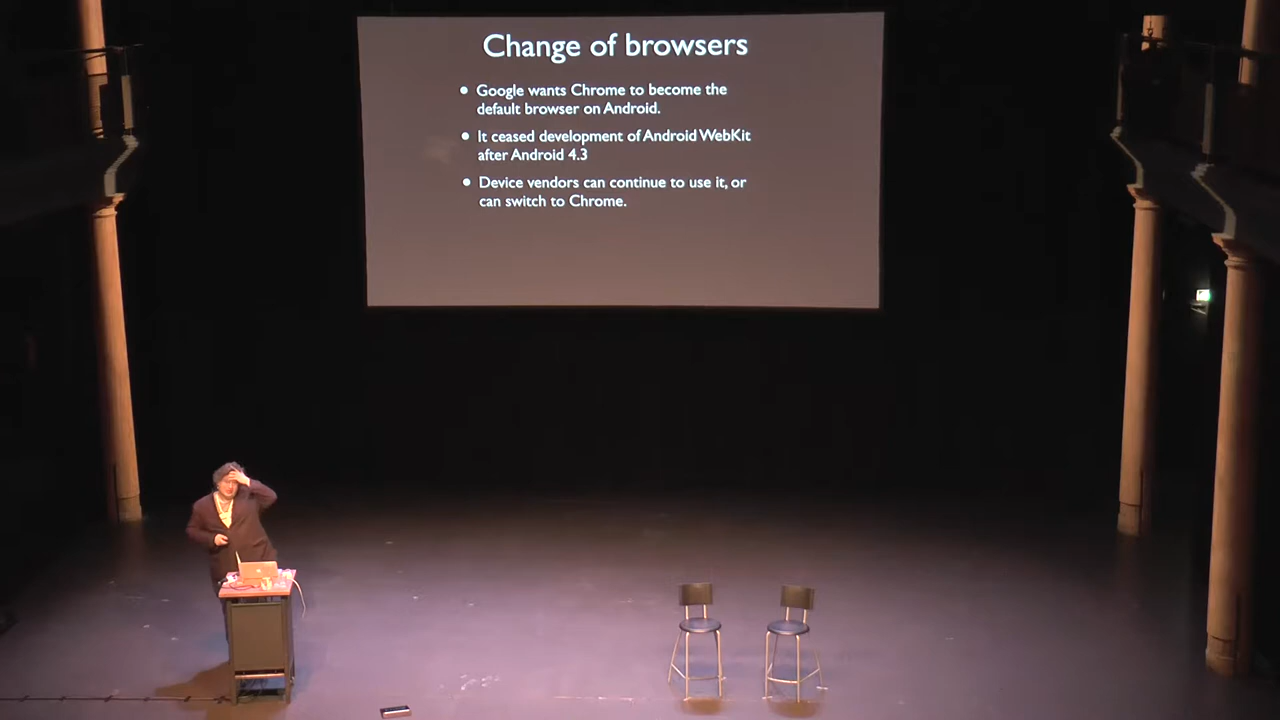 Change of browsers
• Google wants Chrome to become the
default browser on Android.
• It ceased development of Android WebKit
after Android 4.3
• Device vendors can continue to use it, or
can switch to Chrome.